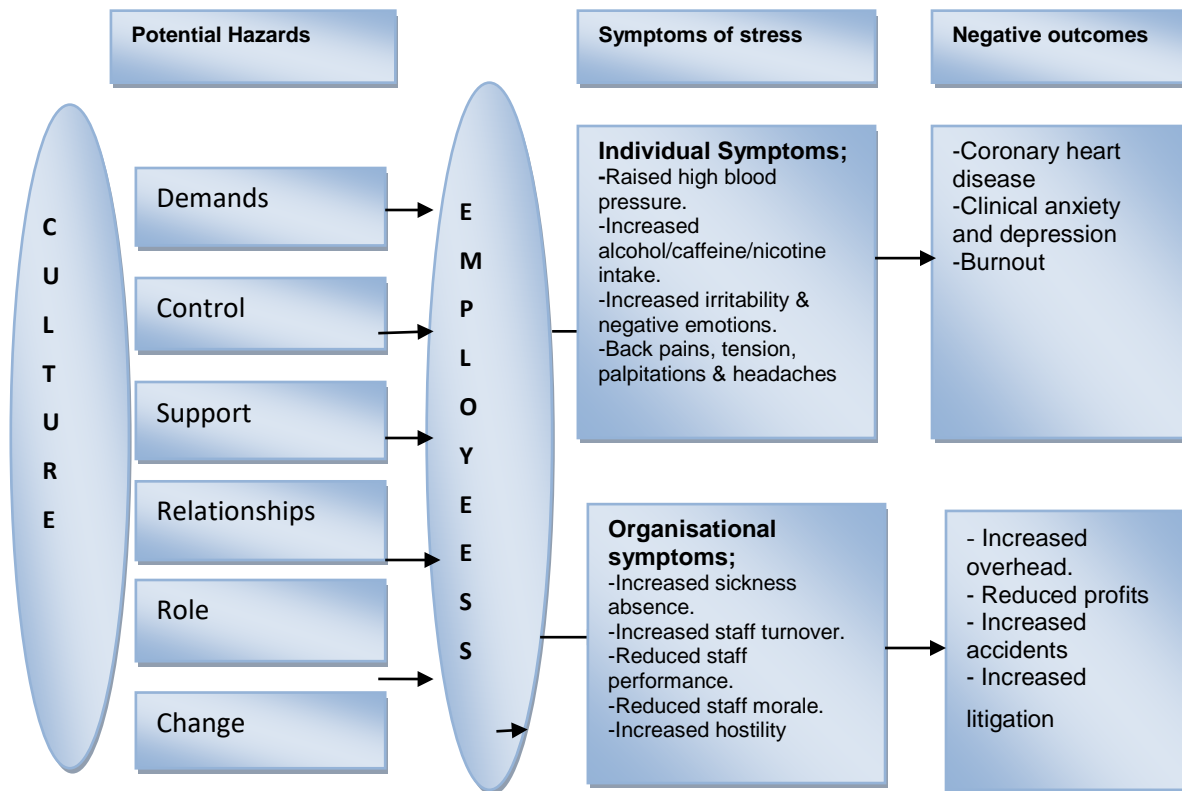 Potential Hazards
Symptoms of stress
Negative outcomes
C
U
L
T
U
R
E
Demands
Control
Support
Relationships
Role
Change
E
M
P
L
O
Y
E
E
S
S
Individual Symptoms;
-Raised high blood
pressure.
-Increased
alcohol/caffeine/nicotine
intake.
-Increased irritability &
negative emotions.
-Back pains, tension,
palpitations & headaches
-Coronary heart
disease
-Clinical anxiety
and depression
-Burnout
Organisational
symptoms;
-Increased sickness
absence.
-Increased staff turnover.
-Reduced staff
performance.
-Reduced staff morale.
-Increased hostility
- Increased
overhead.
- Reduced profits
- Increased
accidents
- Increased
litigation